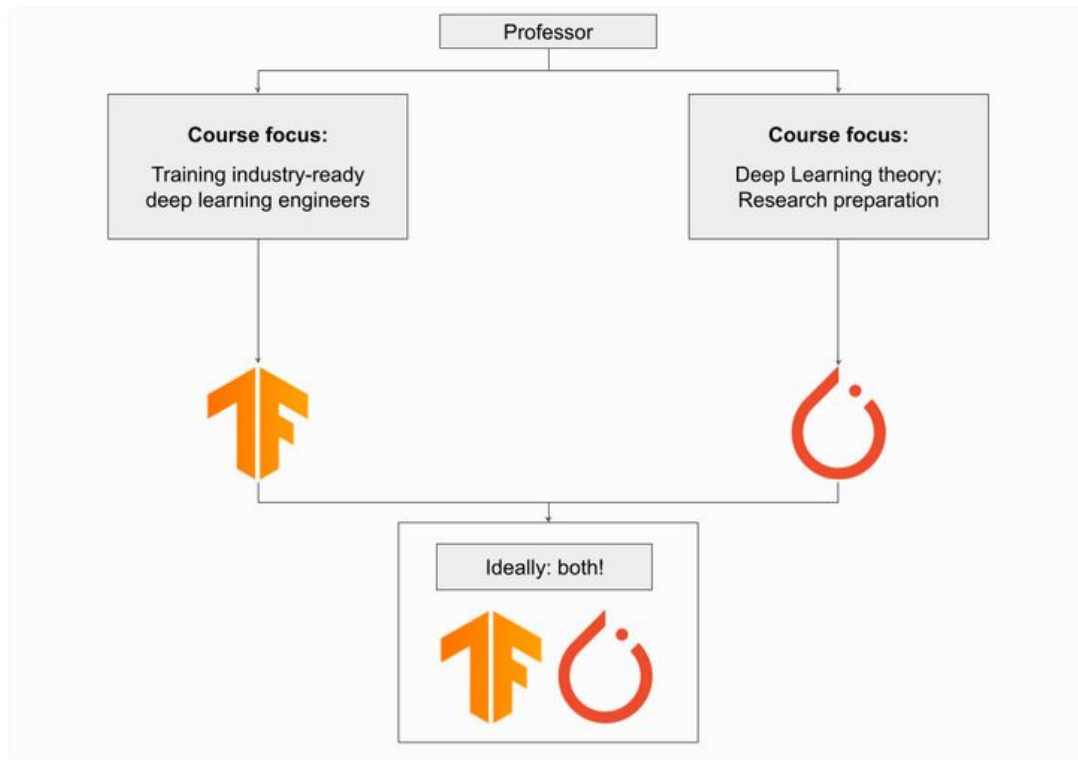 Professor
Course focus:
Training industry-ready
deep learning engineers
Course focus:
Deep Learning theory;
Research preparation
Ideally: both!